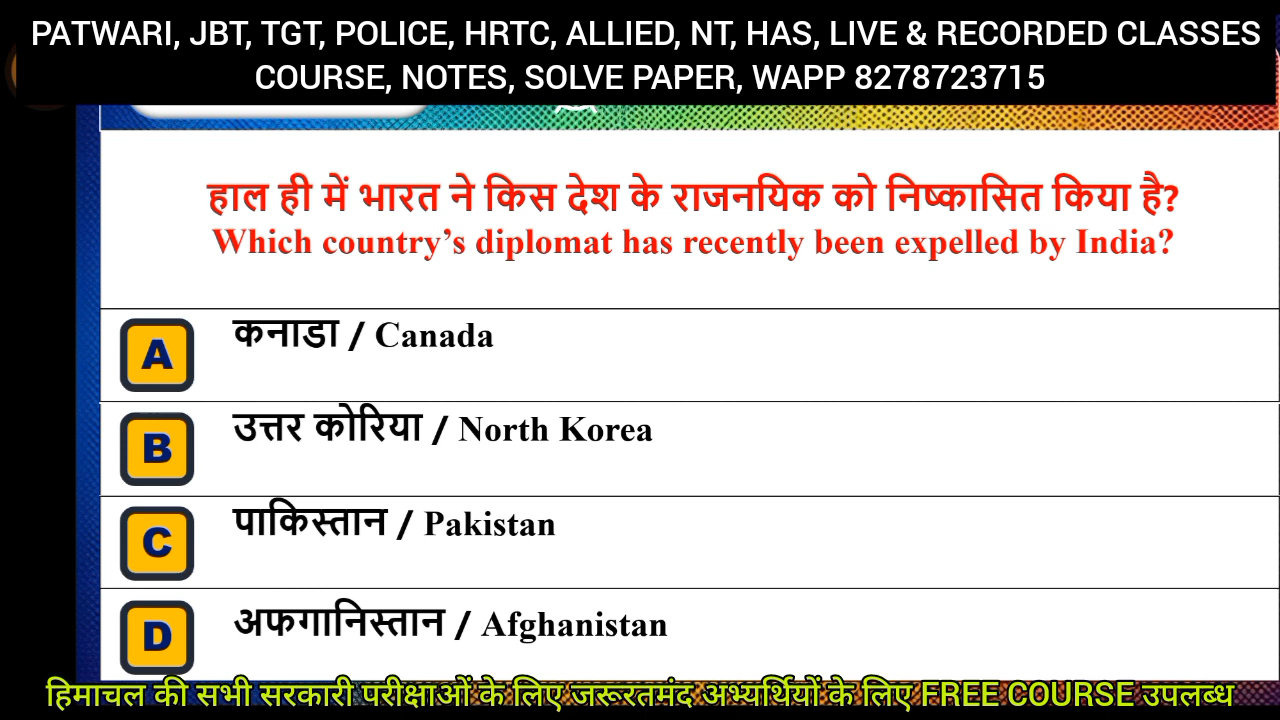 PATWARI, JBT, TGT, POLICE, HRTC, ALLIED, NT, HAS, LIVE & RECORDED CLASSES
COURSE, NOTES, SOLVE PAPER, WAPP 8278723715
हाल ही में भारत ने किस देश के राजनयिक को निष्कासित किया है?
Which country’s diplomat has recently been expelled by India?
A कनाडा / Canada
B उत्तर कोरिया / North Korea
C पाकिस्तान / Pakistan
D अफगानिस्तान / Afghanistan
हिमाचल की सभी सरकारी परीक्षाओं के लिए जरूरतमंद अभ्यर्थियों के लिए FREE COURSE उपलब्ध